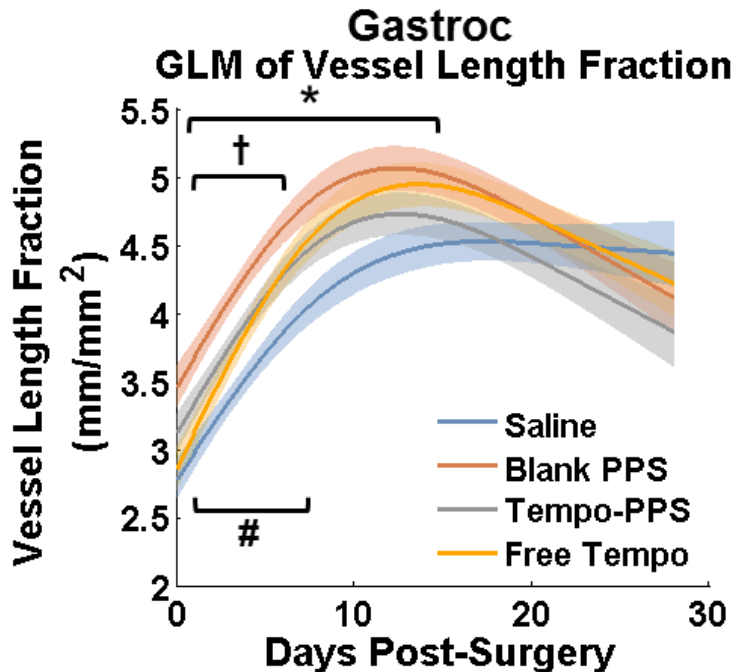 Gastroc
GLM of Vessel Length Fraction
*
†
#
Vessel Length Fraction
(mm/mm²)
5.5
5
4.5
4
3.5
3
2.5
2
Saline
Blank PPS
Tempo-PPS
Free Tempo
0 10 20 30
Days Post-Surgery